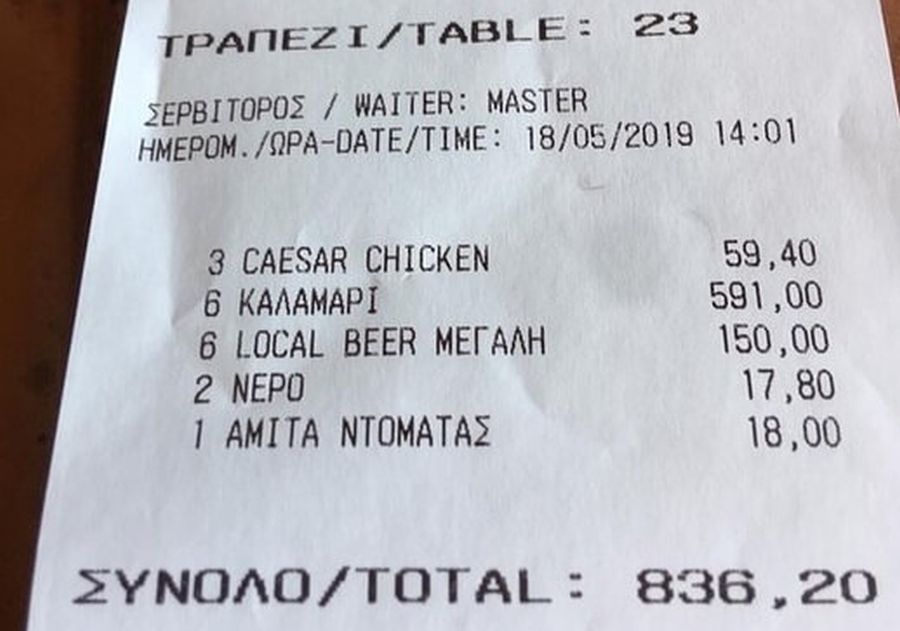 ΤΡΑΠΕΖΙ/TABLE: 23
ΣΕΡΒΙΤΟΡΟΣ / WAITER: MASTER
ΗΜΕΡΟΜ./ΩΡΑ-DATE/TIME: 18/05/2019 14:01
3 CAESAR CHICKEN 59,40
6 ΚΑΛΑΜΑΡΙ 591,00
6 LOCAL BEER ΜΕΓΑΛΗ 150,00
2 ΝΕΡΟ 17,80
1 ΑΜΙΤΑ ΝΤΟΜΑΤΑΣ 18,00
ΣΥΝΟΛΟ/TOTAL: 836,20